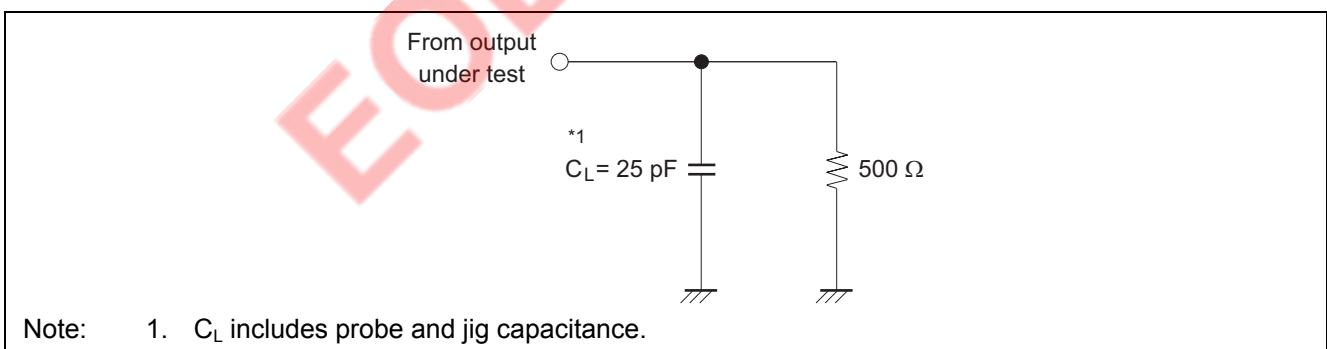 From output
under test
*1
CL= 25 pF
500 Ω
Note: 1. CL includes probe and jig capacitance.